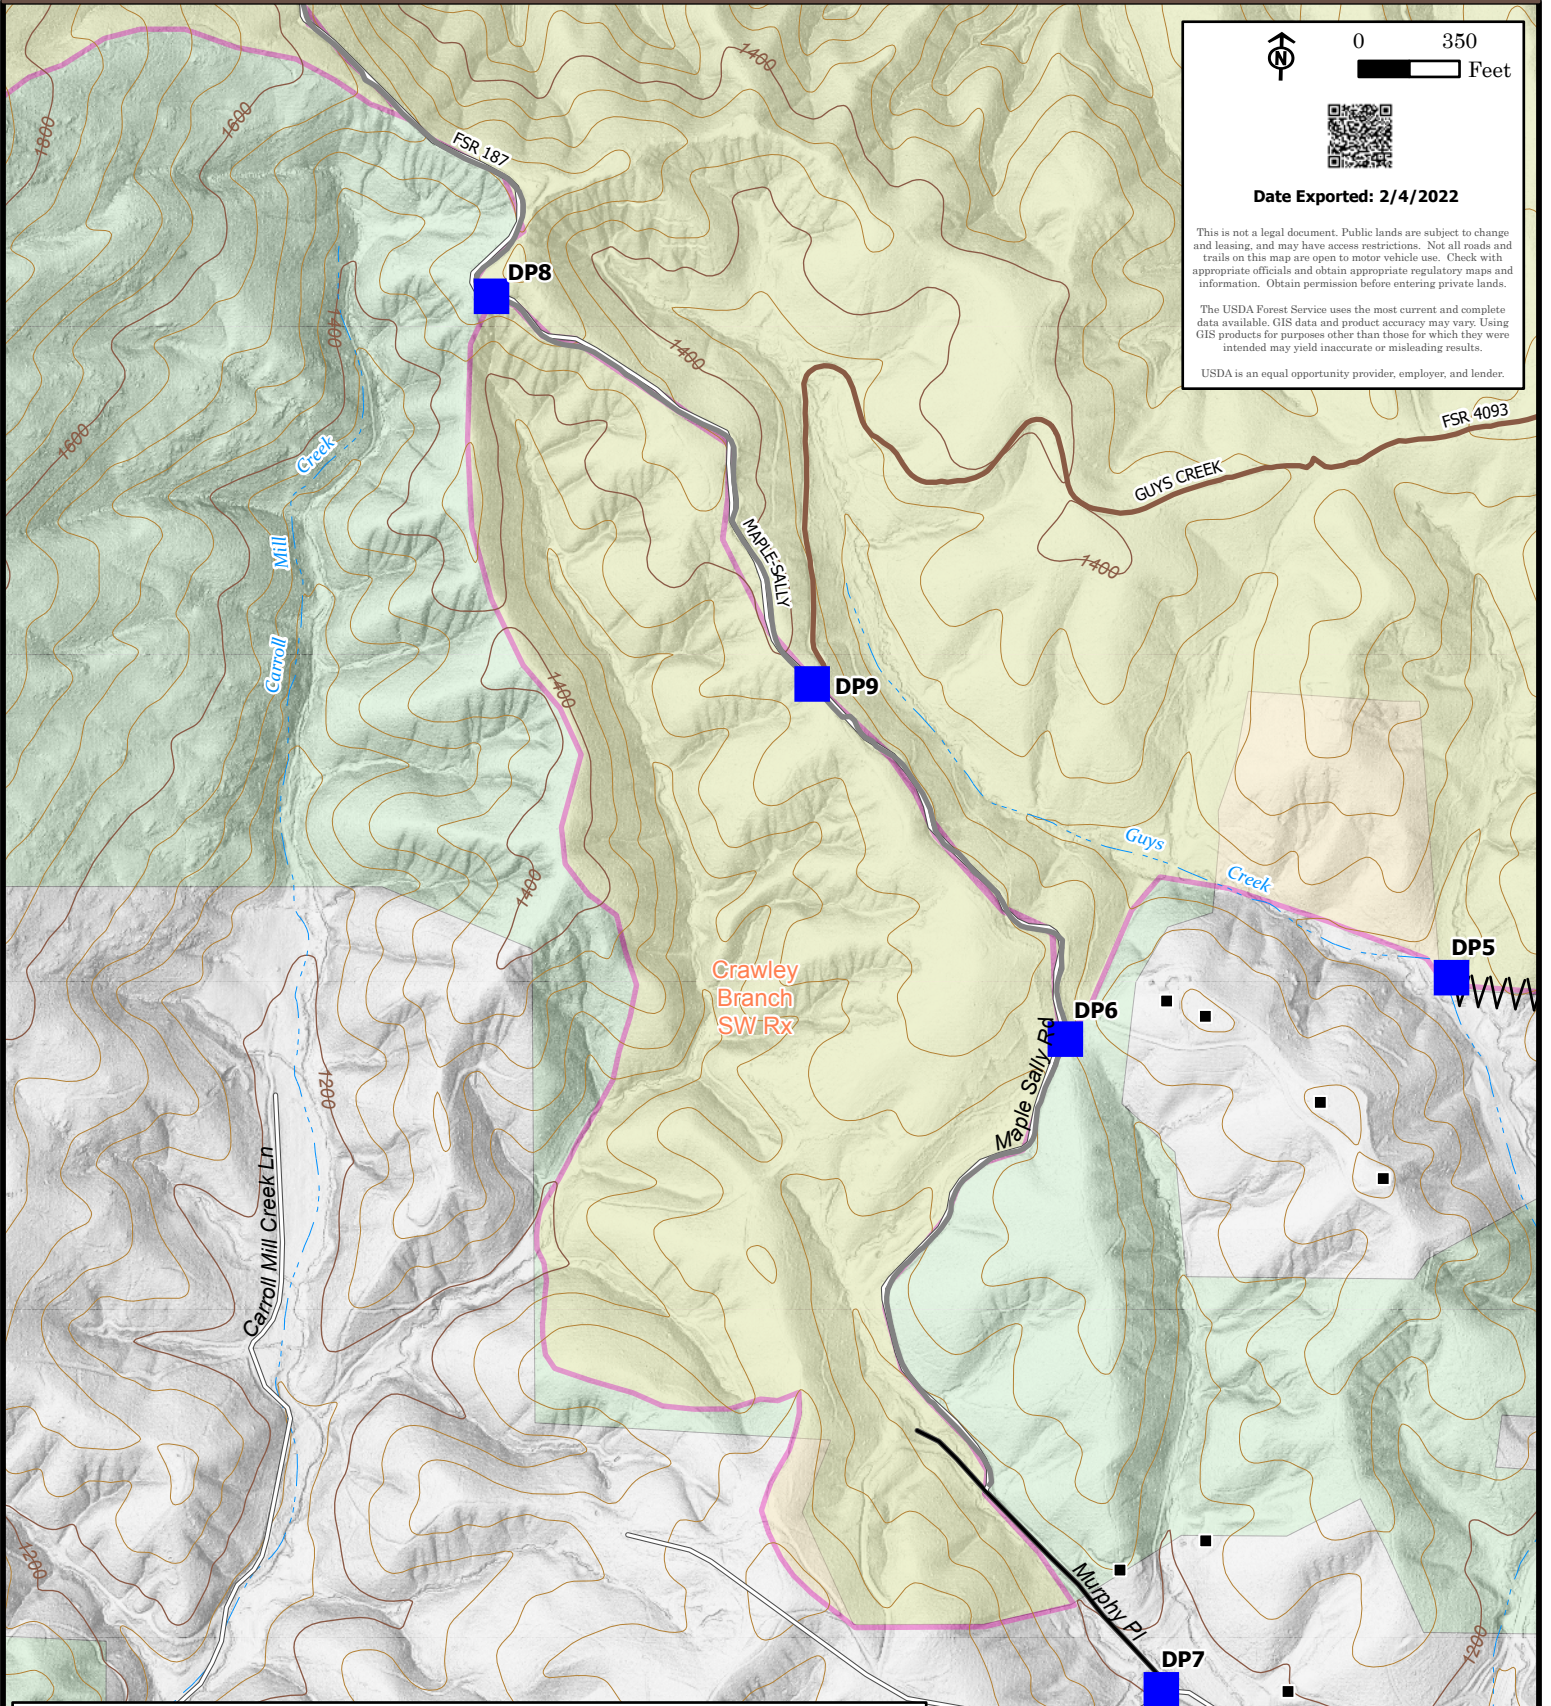 N
0 350
Feet
Date Exported: 2/4/2022
This is not a legal document. Public lands are subject to change
and leasing, and may have access restrictions. Not all roads and
trails on this map are open to motor vehicle use. Check with
appropriate officials and obtain appropriate regulatory maps and
information. Obtain permission before entering private lands.
The USDA Forest Service uses the most current and complete
data available. GIS data and product accuracy may vary. Using
GIS products for purposes other than those for which they were
intended may yield inaccurate or misleading results.
USDA is an equal opportunity provider, employer, and lender.
1400
1600
1800
FSR 187
DP8
1400
1400
FSR 4093
1600
Creek
GUYS CREEK
Mill
MAPLE-SALLY
1400
Carroll
1400
DP9
Guys
Creek
1400
DP5
Crawley
Branch
SW Rx
DP6
Maple Sally Rd
1200
Carroll Mill Creek Ln
1200
Murphy Pl
1200
DP7